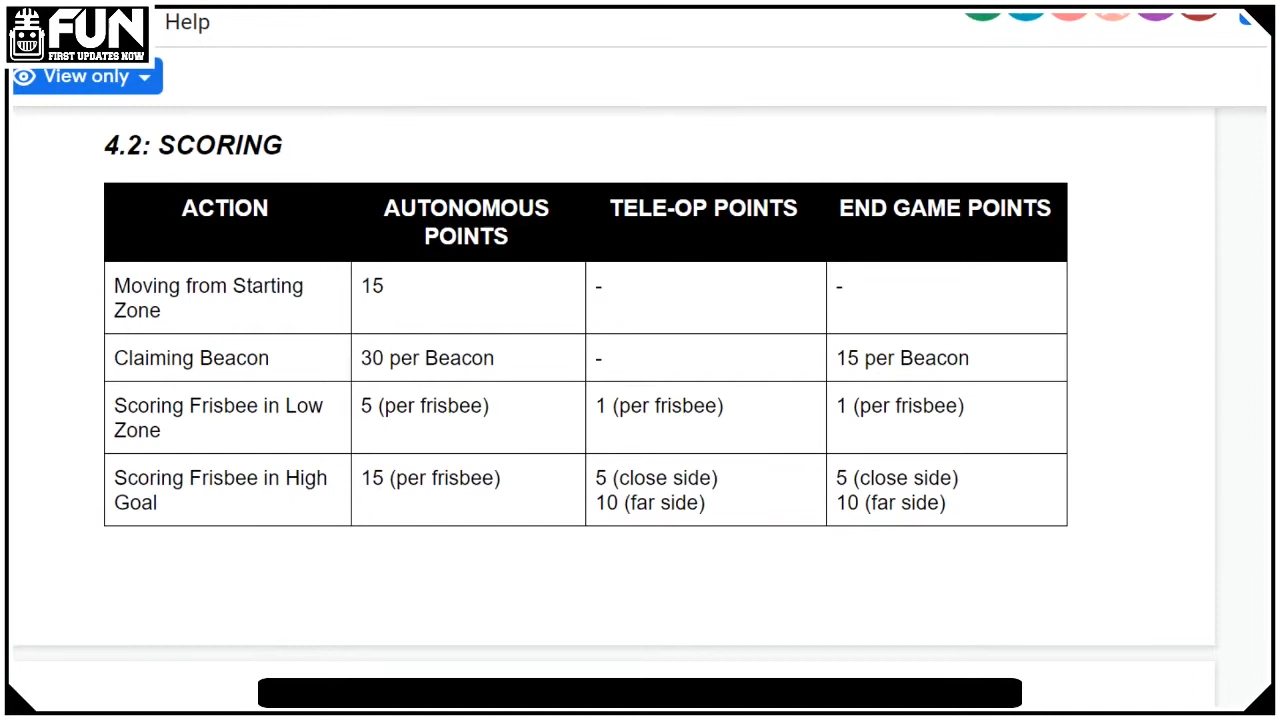 FUN
FIRST UPDATES NOW
Help
View only
4.2: SCORING
ACTION
AUTONOMOUS
POINTS
TELE-OP POINTS
END GAME POINTS
Moving from Starting
Zone
15
-
-
Claiming Beacon
30 per Beacon
-
15 per Beacon
Scoring Frisbee in Low
Zone
5 (per frisbee)
1 (per frisbee)
1 (per frisbee)
Scoring Frisbee in High
Goal
15 (per frisbee)
5 (close side)
10 (far side)
5 (close side)
10 (far side)